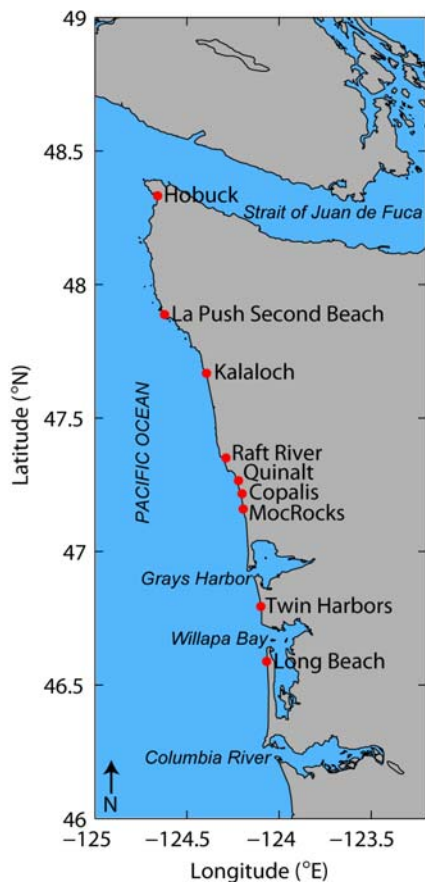 49
48.5
48
47.5
47
46.5
46
Latitude (°N)
Hobuck
Strait of Juan de Fuca
La Push Second Beach
Kalaloch
PACIFIC OCEAN
Raft River
Quinalt
Copalis
MocRocks
Grays Harbor
Twin Harbors
Willapa Bay
Long Beach
Columbia River
N
−125
−124.5
−124
−123.5
Longitude (°E)